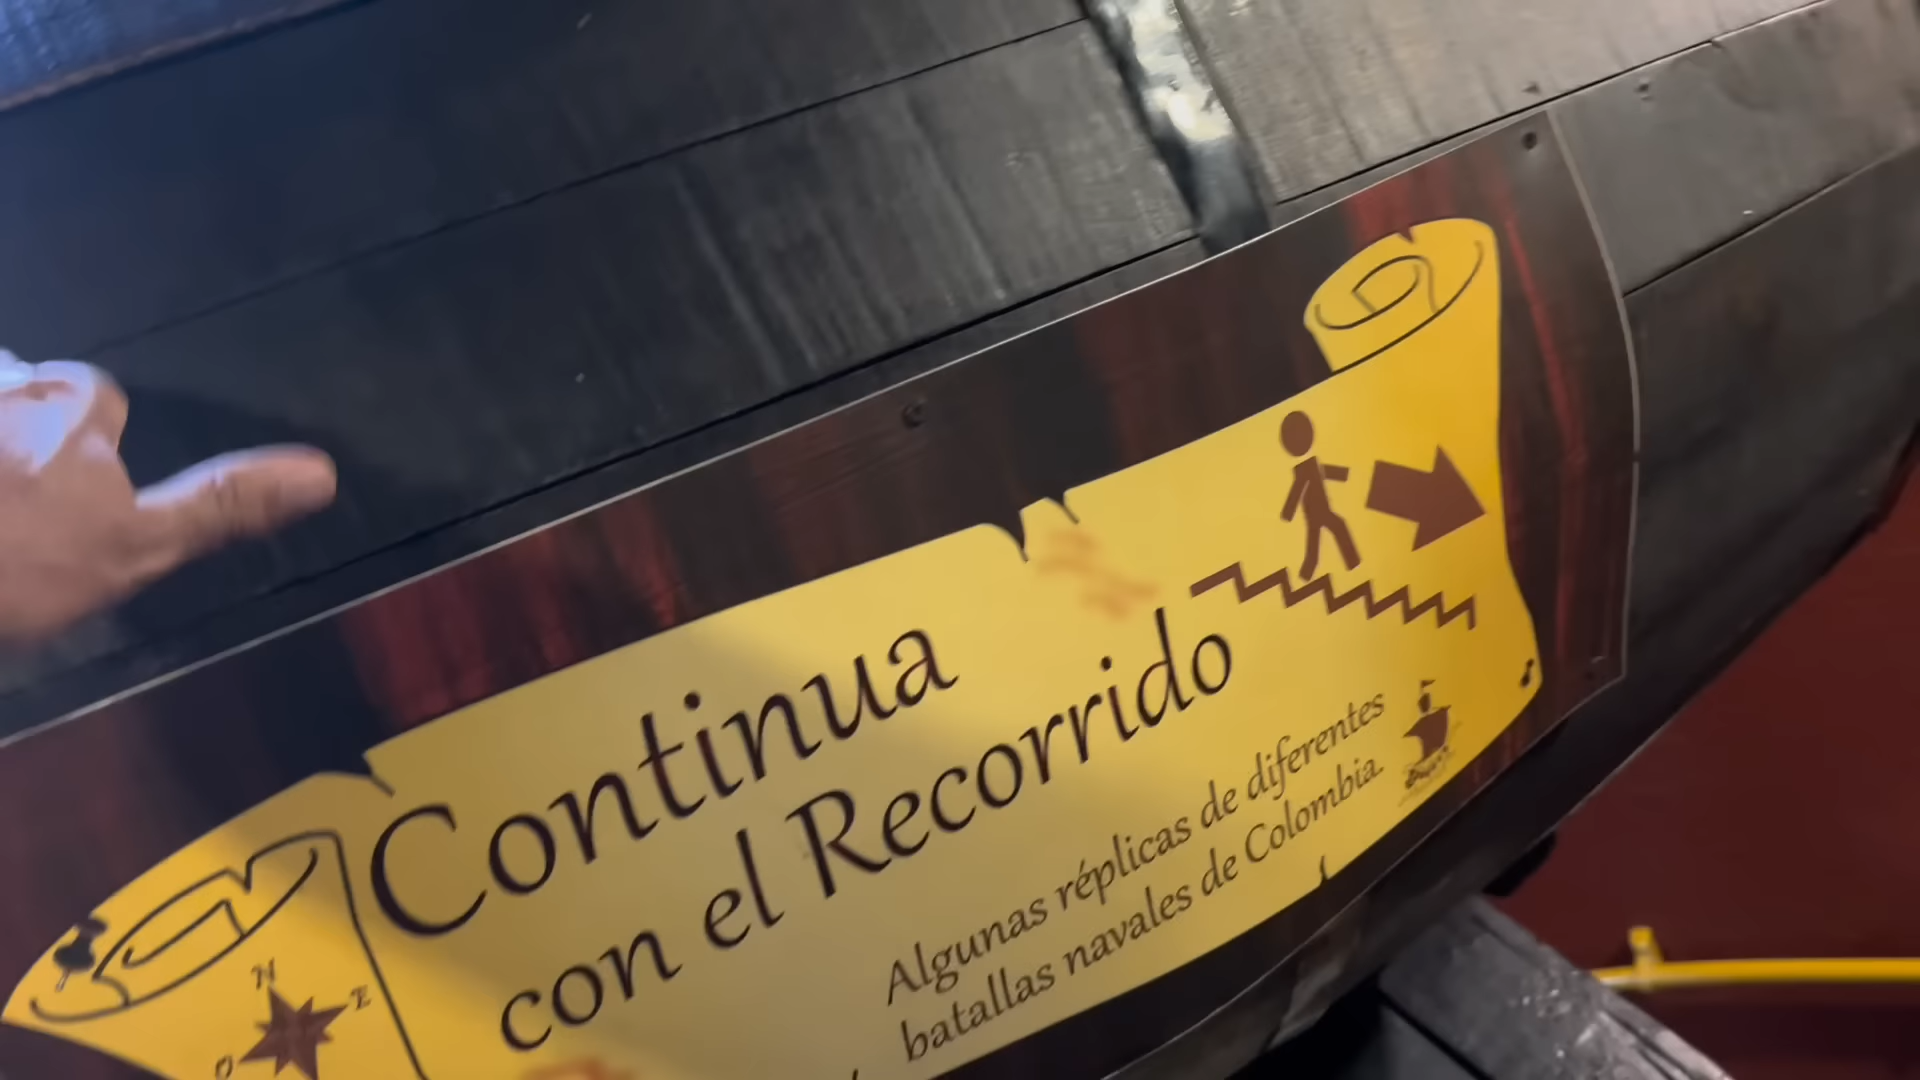 Continua
con el Recorrido
Algunas réplicas de diferentes
batallas navales de Colombia.
N
E
O